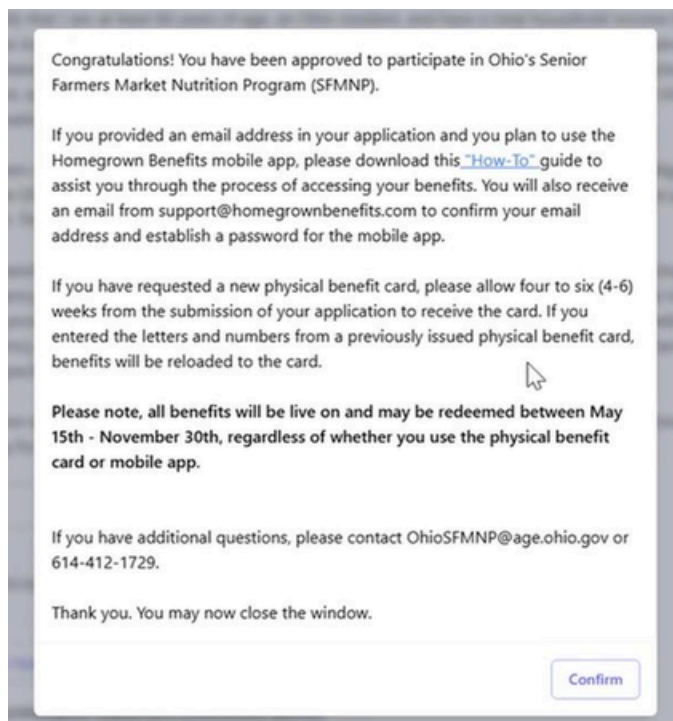 Congratulations! You have been approved to participate in Ohio's Senior
Farmers Market Nutrition Program (SFMNP).
If you provided an email address in your application and you plan to use the
Homegrown Benefits mobile app, please download this "How-To" guide to
assist you through the process of accessing your benefits. You will also receive
an email from support@homegrownbenefits.com to confirm your email
address and establish a password for the mobile app.
If you have requested a new physical benefit card, please allow four to six (4-6)
weeks from the submission of your application to receive the card. If you
entered the letters and numbers from a previously issued physical benefit card,
benefits will be reloaded to the card.
Please note, all benefits will be live on and may be redeemed between May
15th - November 30th, regardless of whether you use the physical benefit
card or mobile app.
If you have additional questions, please contact OhioSFMNP@age.ohio.gov or
614-412-1729.
Thank you. You may now close the window.
Confirm